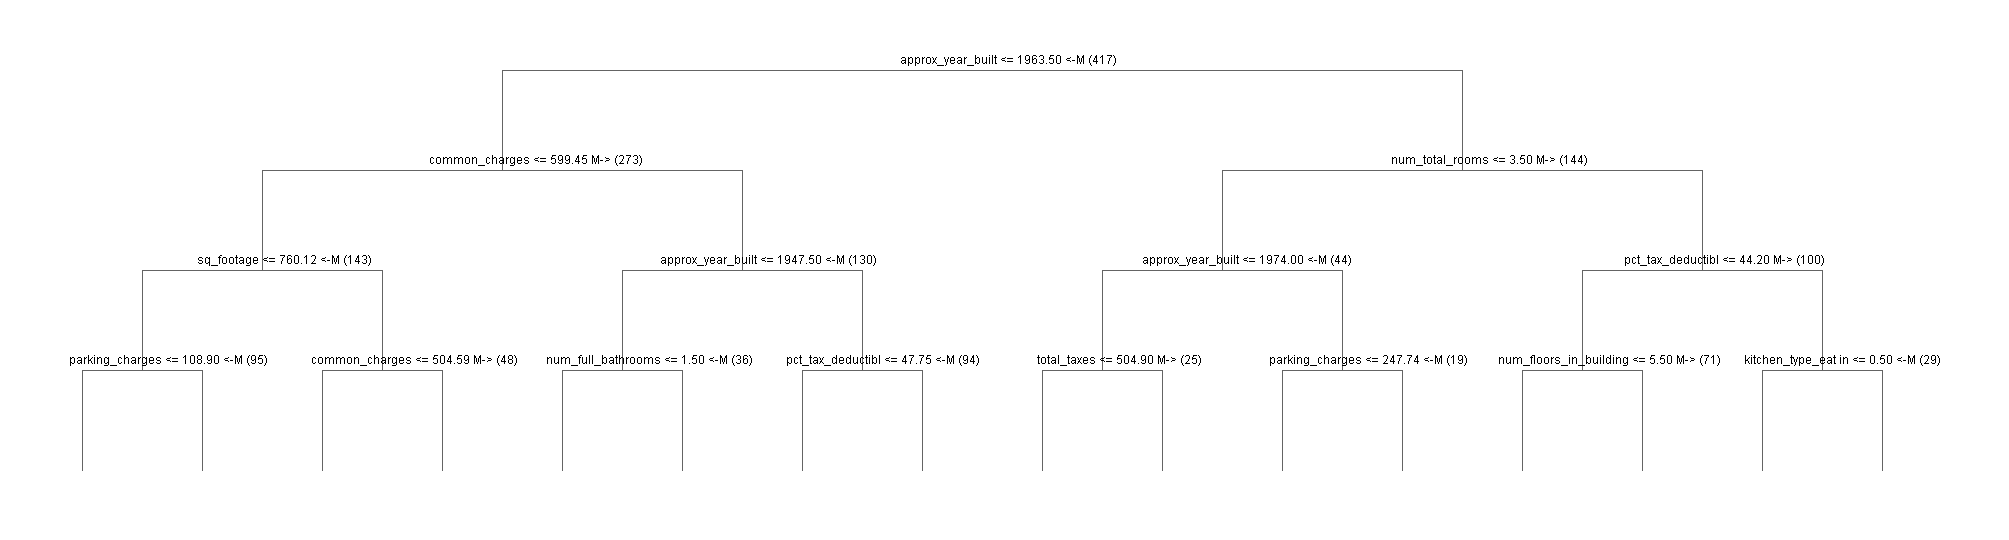 approx_year_built <= 1963.50 <-M (417)
common_charges <= 599.45 M-> (273)
num_total_rooms <= 3.50 M-> (144)
sq_footage <= 760.12 <-M (143)
approx_year_built <= 1947.50 <-M (130)
approx_year_built <= 1974.00 <-M (44)
pct_tax_deductibl <= 44.20 M-> (100)
parking_charges <= 108.90 <-M (95)
common_charges <= 504.59 M-> (48)
num_full_bathrooms <= 1.50 <-M (36)
pct_tax_deductibl <= 47.75 <-M (94)
total_taxes <= 504.90 M-> (25)
parking_charges <= 247.74 <-M (19)
num_floors_in_building <= 5.50 M-> (71)
kitchen_type_eat in <= 0.50 <-M (29)